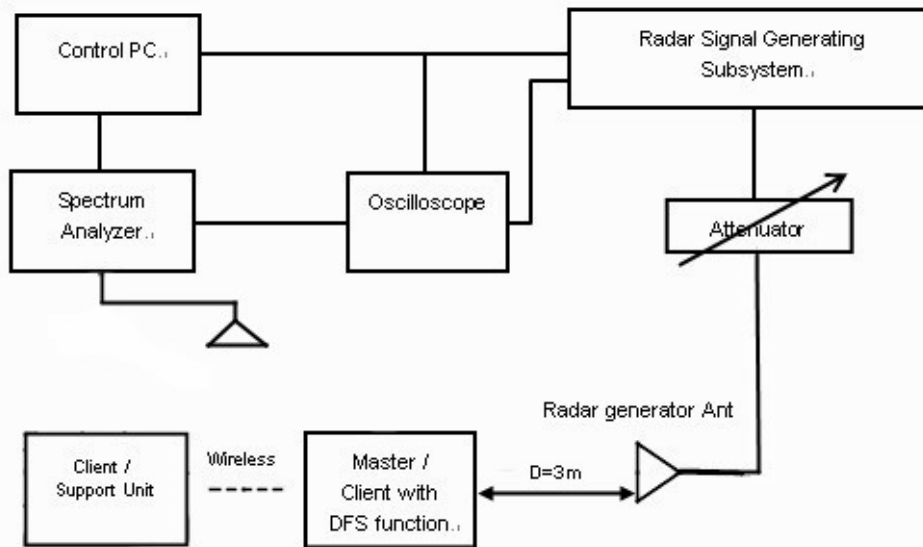 Control PC
Radar Signal Generating
Subsystem
Spectrum
Analyzer
Oscilloscope
Attenuator
Radar generator Ant
Client /
Support Unit
Wireless
Master /
Client with
DFS function
D=3m